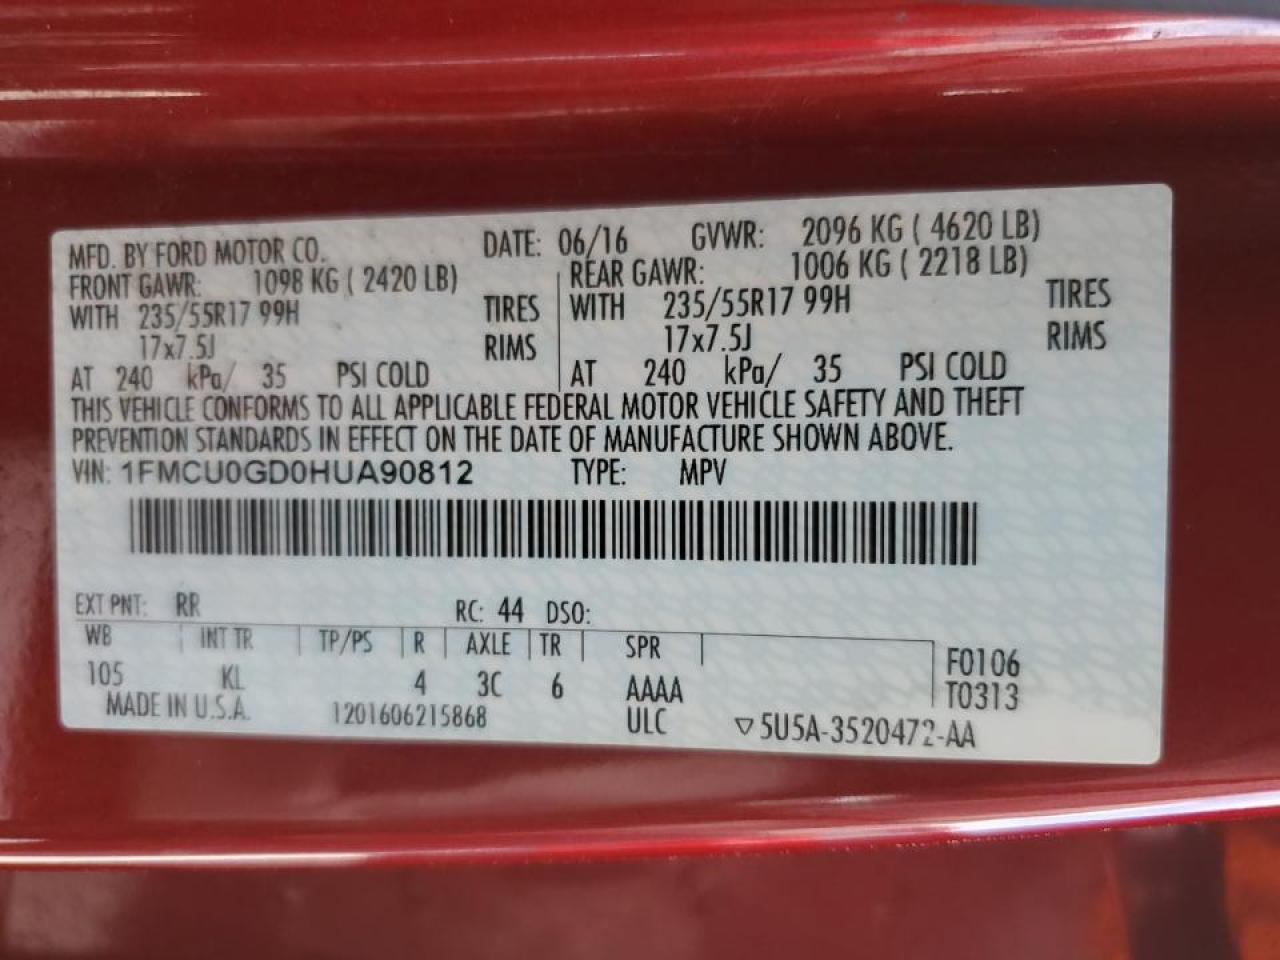 MFD. BY FORD MOTOR CO. DATE: 06/16 GVWR: 2096 KG ( 4620 LB)
FRONT GAWR: 1098 KG ( 2420 LB) REAR GAWR: 1006 KG ( 2218 LB)
WITH 235/55R17 99H TIRES WITH 235/55R17 99H TIRES
17x7.5J RIMS 17x7.5J RIMS
AT 240 kPa/ 35 PSI COLD AT 240 kPa/ 35 PSI COLD
THIS VEHICLE CONFORMS TO ALL APPLICABLE FEDERAL MOTOR VEHICLE SAFETY AND THEFT
PREVENTION STANDARDS IN EFFECT ON THE DATE OF MANUFACTURE SHOWN ABOVE.
VIN: 1FMCU0GD0HUA90812 TYPE: MPV
EXT PNT: RR RC: 44 DSO:
WB INT TR TP/PS R AXLE TR SPR
105 KL 4 3C 6 AAAA F0106
T0313
MADE IN U.S.A. 1201606215868 ULC ▽5U5A-3520472-AA